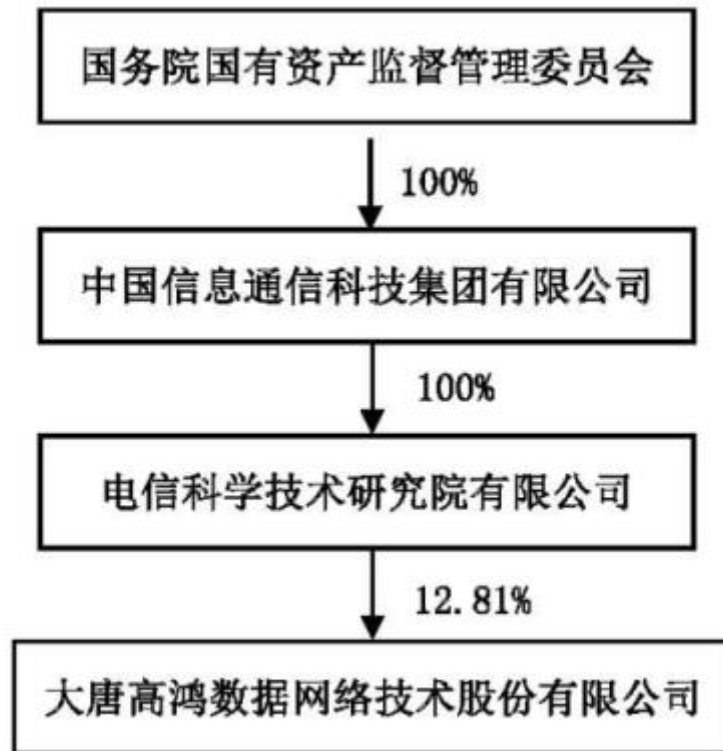 国务院国有资产监督管理委员会
100%
中国信息通信科技集团有限公司
100%
电信科学技术研究院有限公司
12.81%
大唐高鸿数据网络技术股份有限公司